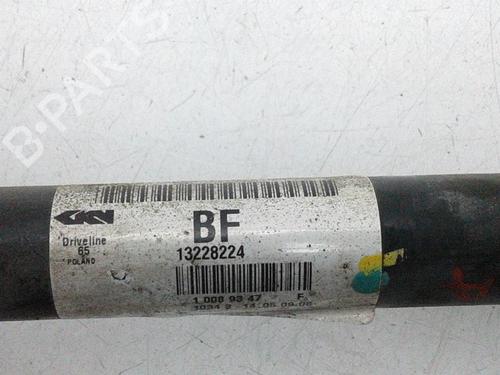 B-PARTS
GKN
BF
Driveline
65
POLAND
13228224
1 008 93 47 F